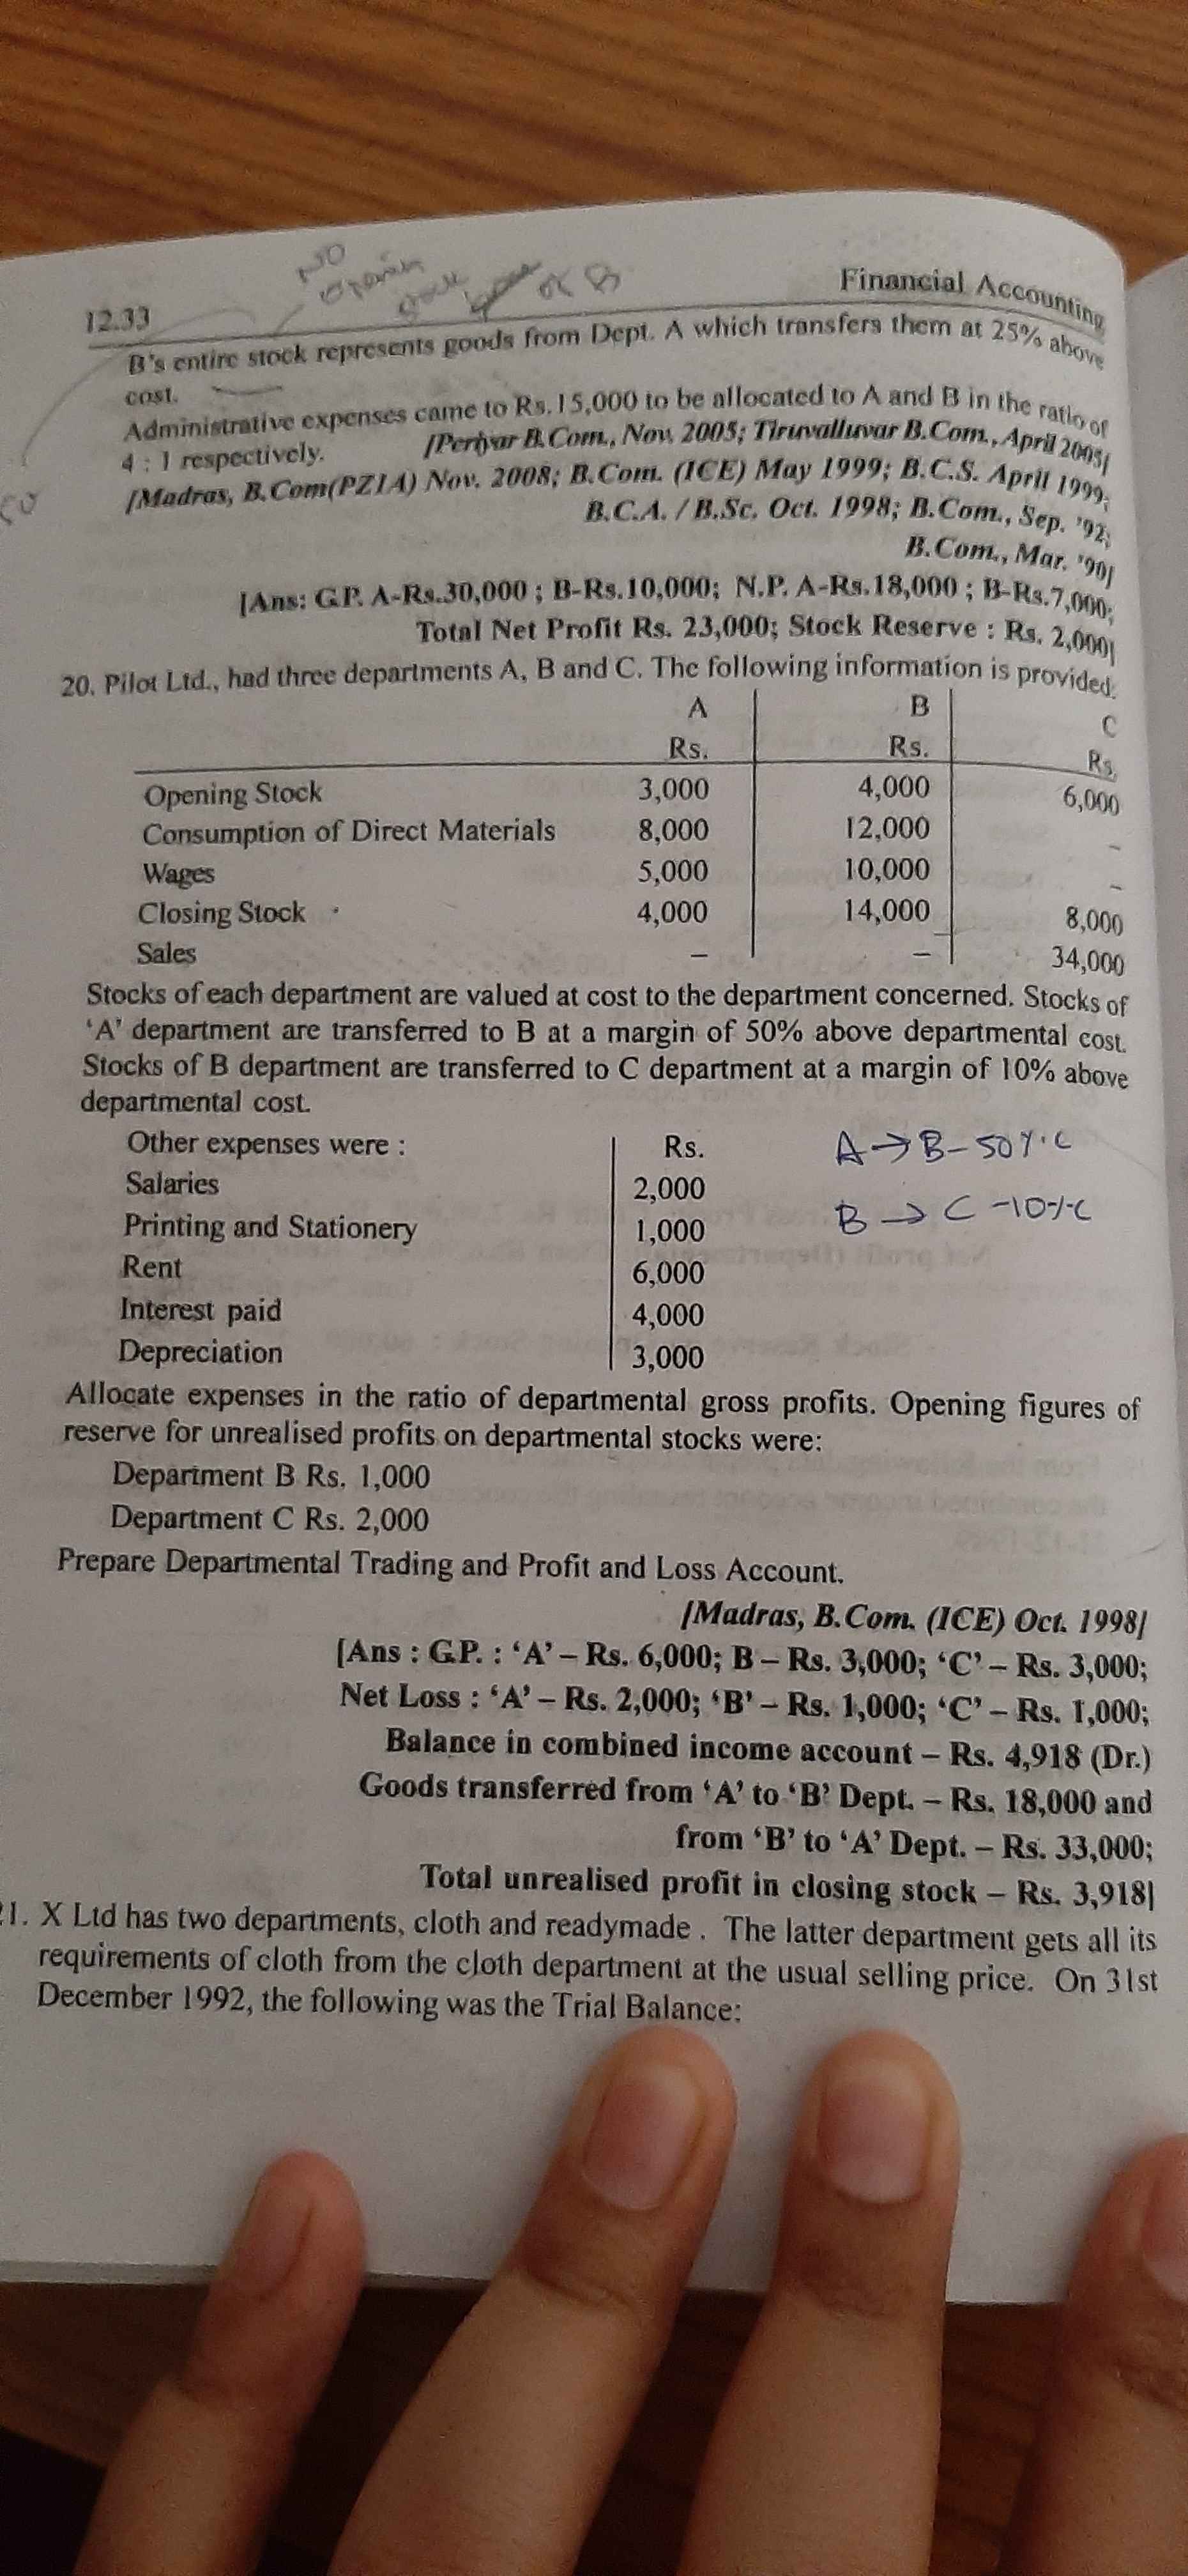 NO
opening
stock
of B
Financial Accounting
12.33
B's entire stock represents goods from Dept. A which transfers them at 25% above
cost.
Administrative expenses came to Rs.15,000 to be allocated to A and B in the ratio of
4 : 1 respectively. [Periyar B.Com., Nov. 2005; Tiruvalluvar B.Com., April 2005]
[Madras, B.Com(PZ1A) Nov. 2008; B.Com. (ICE) May 1999; B.C.S. April 1999;
B.C.A. / B.Sc. Oct. 1998; B.Com., Sep. '92;
B.Com., Mar. '90]
[Ans: G.P. A-Rs.30,000 ; B-Rs.10,000; N.P. A-Rs.18,000 ; B-Rs.7,000;
Total Net Profit Rs. 23,000; Stock Reserve : Rs. 2,000]
20. Pilot Ltd., had three departments A, B and C. The following information is provided:
A B C
Rs. Rs. Rs.
Opening Stock 3,000 4,000 6,000
Consumption of Direct Materials 8,000 12,000 –
Wages 5,000 10,000 –
Closing Stock 4,000 14,000 8,000
Sales – – 34,000
Stocks of each department are valued at cost to the department concerned. Stocks of
‘A’ department are transferred to B at a margin of 50% above departmental cost.
Stocks of B department are transferred to C department at a margin of 10% above
departmental cost.
Other expenses were : Rs. A→B-50%C
Salaries 2,000
Printing and Stationery 1,000 B→C-10%C
Rent 6,000
Interest paid 4,000
Depreciation 3,000
Allocate expenses in the ratio of departmental gross profits. Opening figures of
reserve for unrealised profits on departmental stocks were:
Department B Rs. 1,000
Department C Rs. 2,000
Prepare Departmental Trading and Profit and Loss Account.
[Madras, B.Com. (ICE) Oct. 1998]
[Ans : G.P. : ‘A’ – Rs. 6,000; B – Rs. 3,000; ‘C’ – Rs. 3,000;
Net Loss : ‘A’ – Rs. 2,000; ‘B’ – Rs. 1,000; ‘C’ – Rs. 1,000;
Balance in combined income account – Rs. 4,918 (Dr.)
Goods transferred from ‘A’ to ‘B’ Dept. – Rs. 18,000 and
from ‘B’ to ‘A’ Dept. – Rs. 33,000;
Total unrealised profit in closing stock – Rs. 3,918]
21. X Ltd has two departments, cloth and readymade . The latter department gets all its
requirements of cloth from the cloth department at the usual selling price. On 31st
December 1992, the following was the Trial Balance: